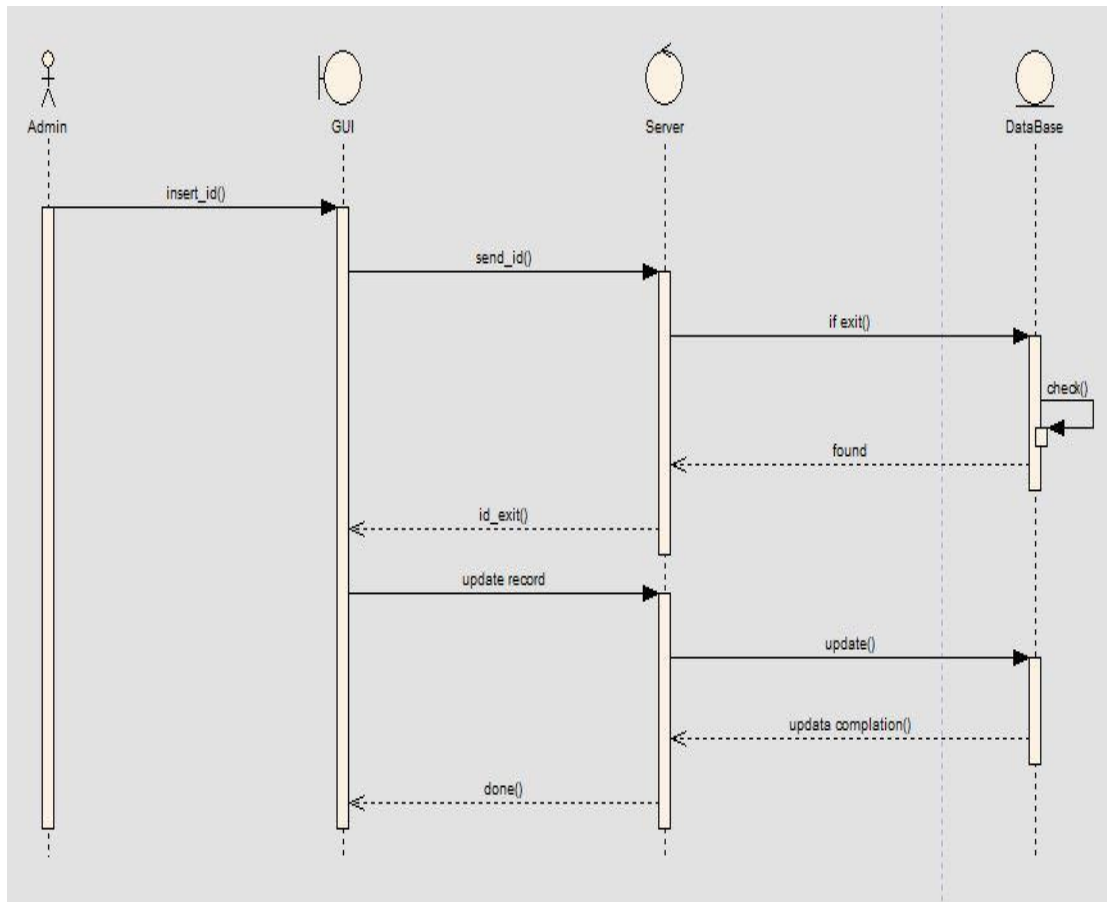 Admin
GUI
Server
DataBase
insert_id()
send_id()
if exit()
check()
found
id_exit()
update record
update()
updata complation()
done()